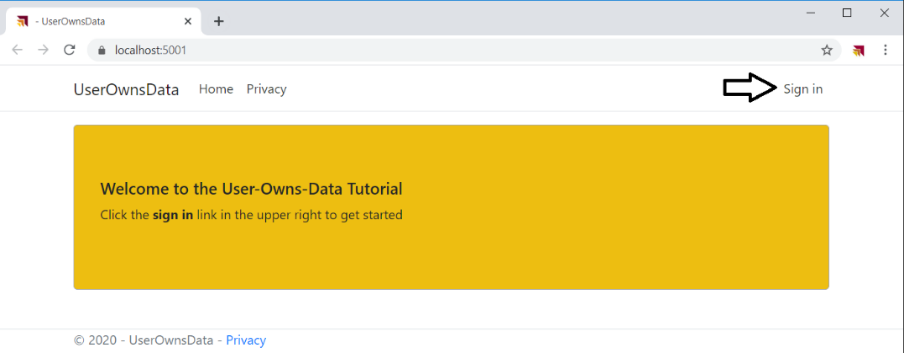 - UserOwnsData
localhost:5001
UserOwnsData Home Privacy Sign in
Welcome to the User-Owns-Data Tutorial
Click the sign in link in the upper right to get started
© 2020 - UserOwnsData - Privacy